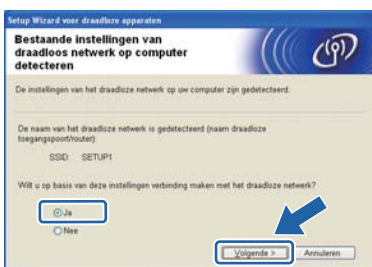 Setup Wizard voor draadloze apparaten
Bestaande instellingen van
draadloos netwerk op computer
detecteren
De instellingen van het draadloze netwerk op uw computer zijn gedetecteerd.
De naam van het draadloze netwerk is gedetecteerd (naam draadloze
toegangspoort/router):
SSID: SETUP1
Wilt u op basis van deze instellingen verbinding maken met het draadloze netwerk?
Ja
Nee
Volgende > Annuleren